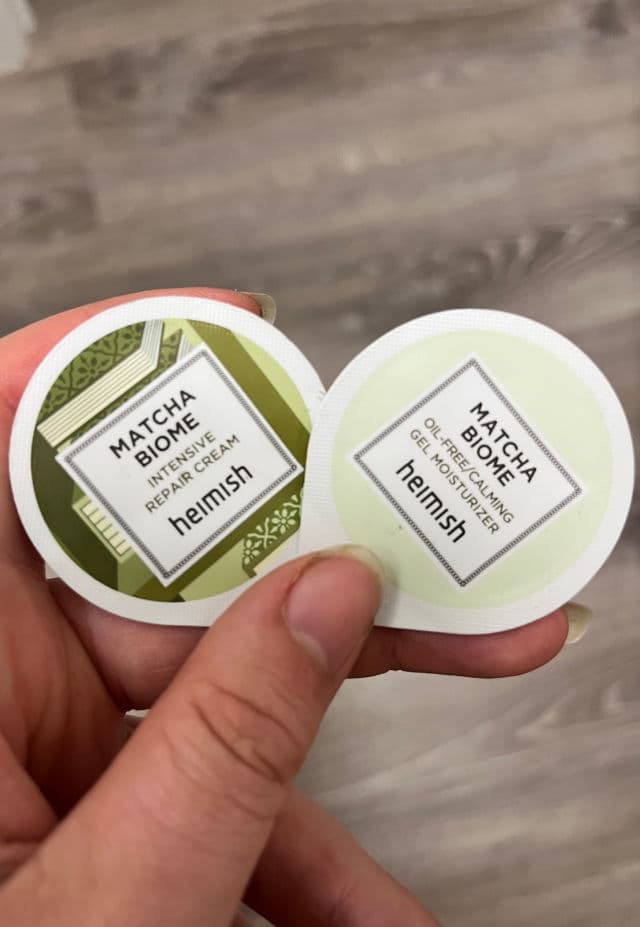 MATCHA
BIOME
INTENSIVE
REPAIR CREAM
heimish
MATCHA
BIOME
OIL-FREE/CALMING
GEL MOISTURIZER
heimish